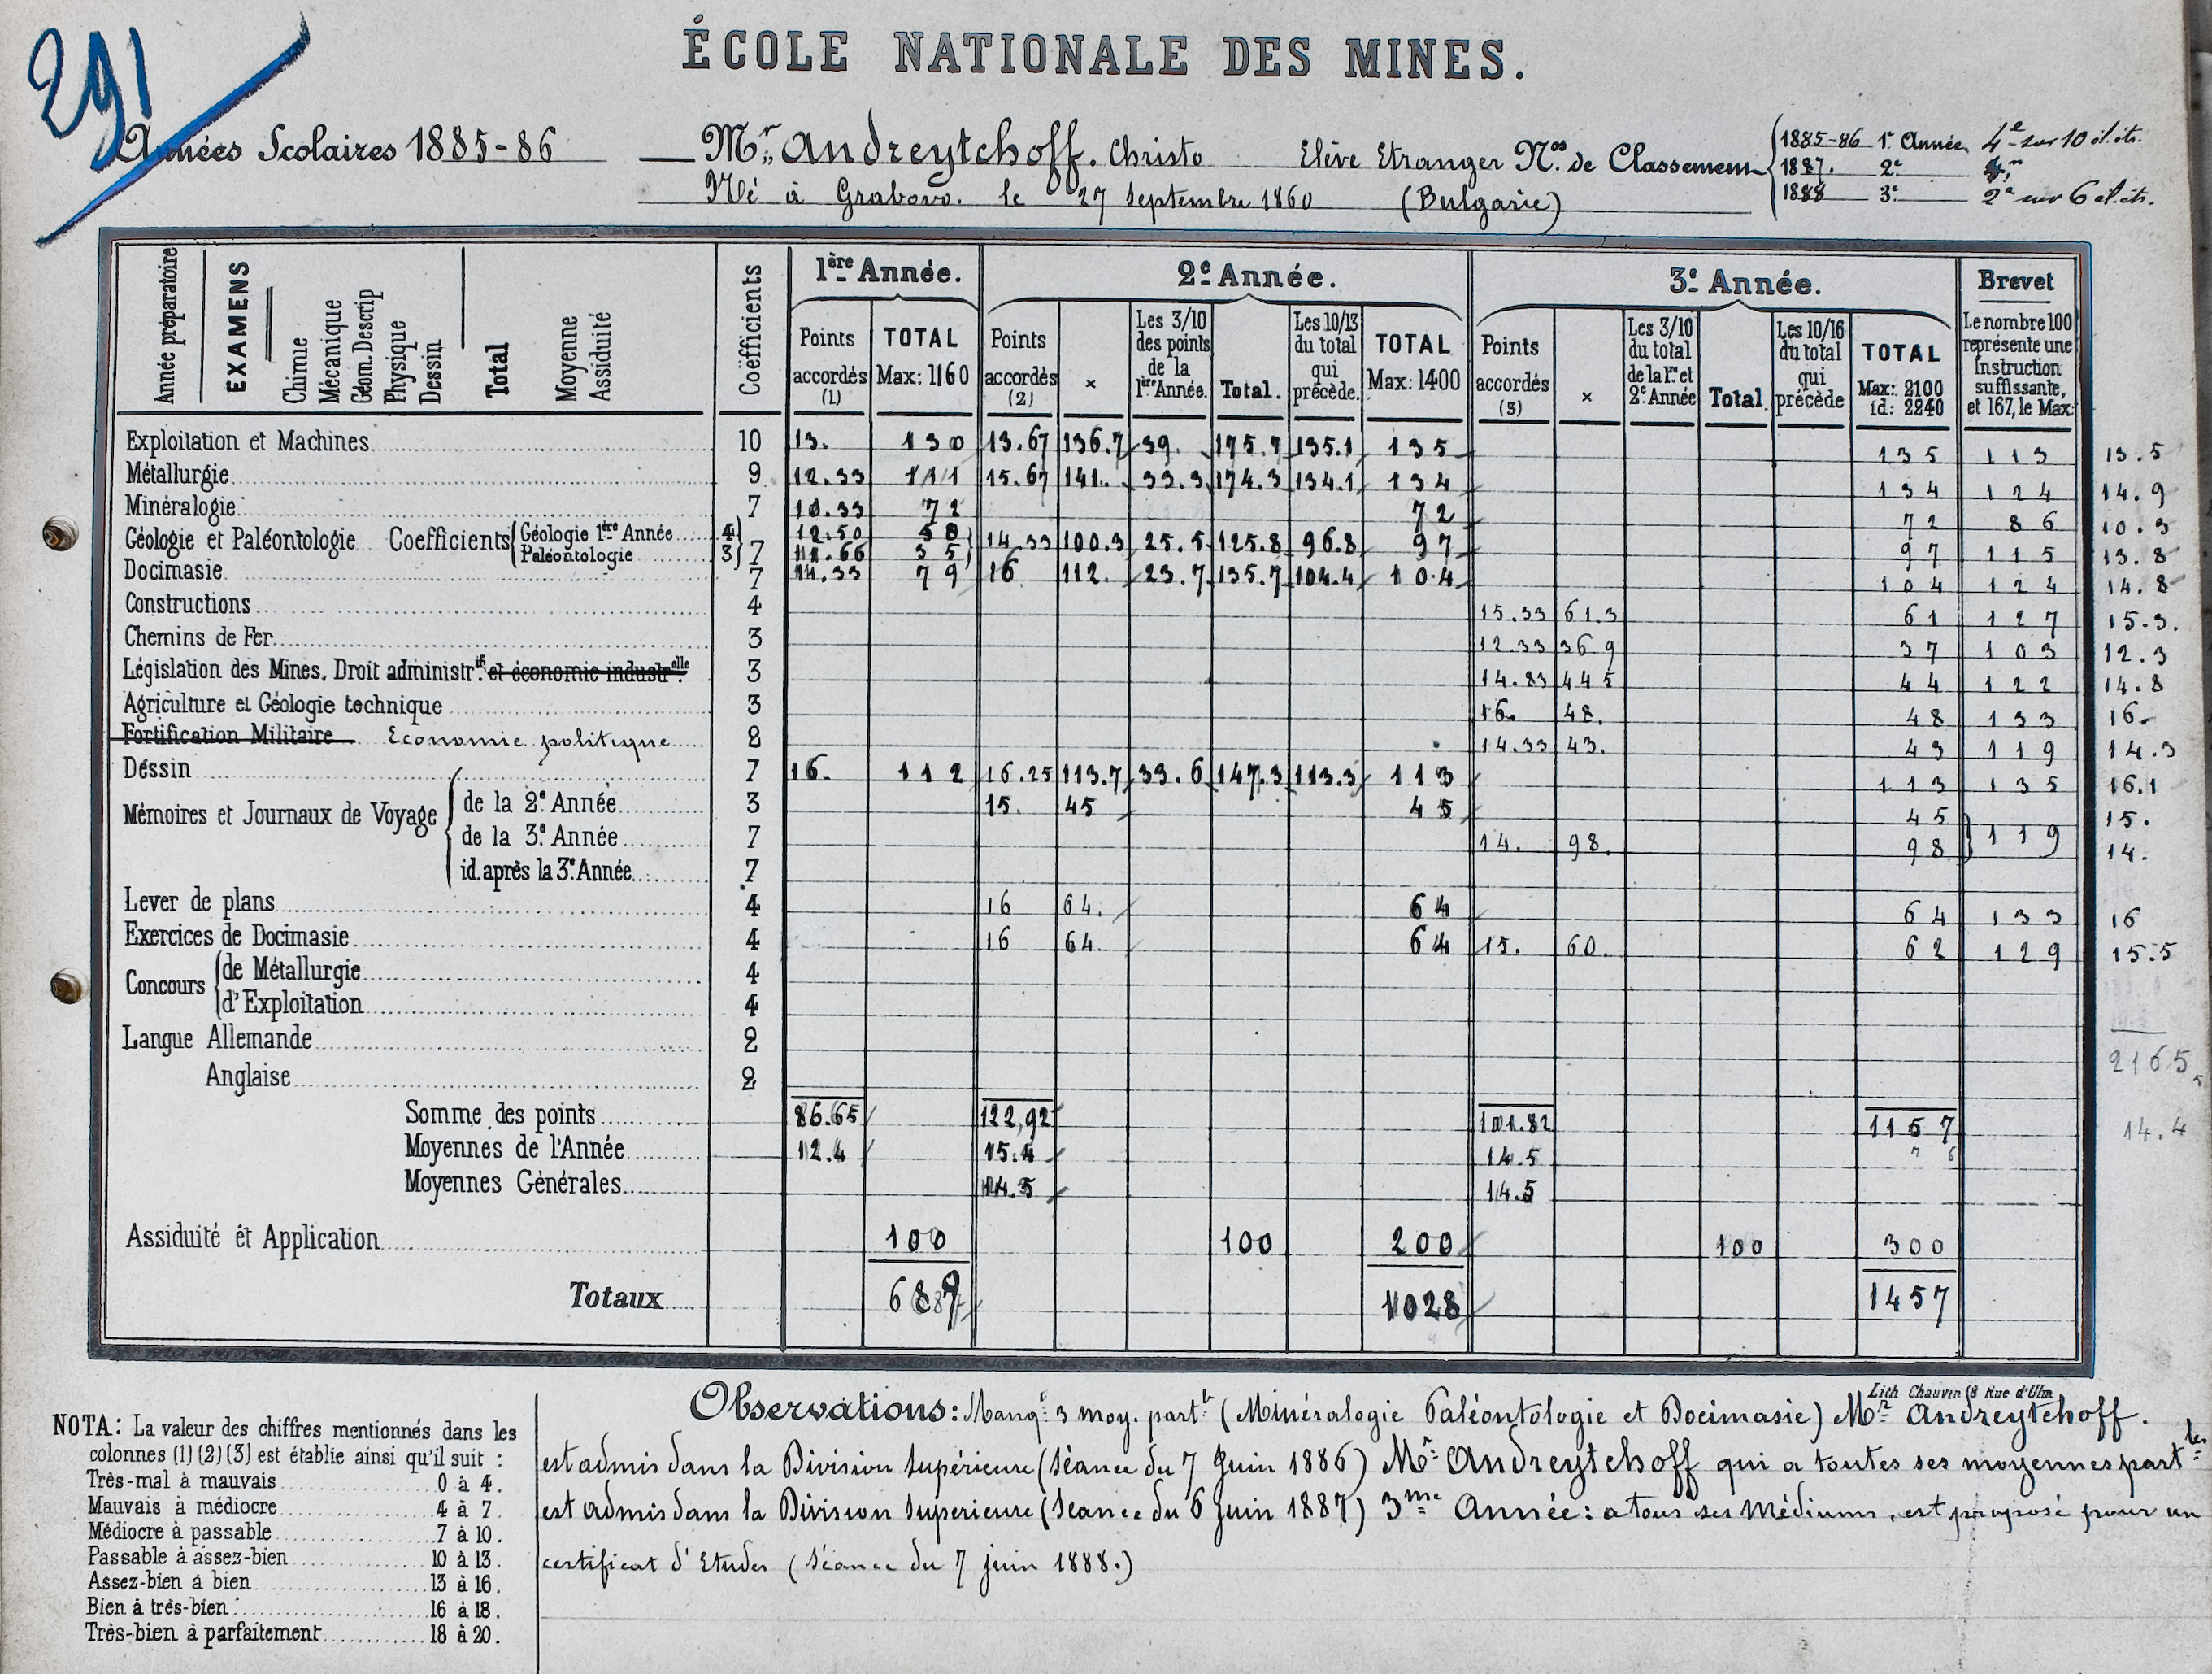 291
ÉCOLE NATIONALE DES MINES.
Années Scolaires 1885-86 Mr. Andreytchoff. Christo Elève Etranger Nos. de Classement
1885-86 1e Année 4e sur 10 él. étr.
1887. 2e
1888 3e 2e sur 6 él. étr.
Né à Grabovo. le 27 Septembre 1860 (Bulgarie)
Année préparatoire
EXAMENS
Chimie
Mécanique
Géom. Descrip
Physique
Dessin
Total
Moyenne
Assiduité
Coëfficients
1ère Année. 2e Année. 3e Année. Brevet
Points accordés (1)
TOTAL Max: 1160
Points accordés (2)
×
Les 3/10 des points de la 1ère Année.
Total.
Les 10/13 du total qui précède.
TOTAL Max: 1400
Points accordés (3)
×
Les 3/10 du total de la 1re et 2e Année
Total.
Les 10/16 du total qui précède
TOTAL Max: 2100 id: 2240
Le nombre 100 représente une Instruction suffissante, et 167, le Max:
Exploitation et Machines 10 13. 130 13.67 136.7 39. 175.7 135.1 135 135 113 13.5
Métallurgie 9 12.33 111 15.67 141. 33.3 174.3 134.1 134 134 124 14.9
Minéralogie 7 10.33 72 72 72 86 10.3
Géologie et Paléontologie Coefficients Géologie 1ère Année 4 12.50 50
Paléontologie 3 11.66 35
7 14.33 100.3 25.5 125.8 96.8 97 97 115 13.8
Docimasie 7 11.33 79 16 112. 23.7 135.7 104.4 104 104 124 14.8
Constructions 4 15.33 61.3 61 127 15.3.
Chemins de Fer 3 12.33 36.9 37 103 12.3
Législation des Mines, Droit administr.if et économie industr.elle 3 14.83 44 5 44 122 14.8
Agriculture et Géologie technique 3 16. 48. 48 133 16.
Fortification Militaire Economie politique 2 14.33 43. 43 119 14.3
Déssin 7 16. 112 16.25 113.7 33.6 147.3 113.3 113 113 135 16.1
Mémoires et Journaux de Voyage
de la 2e Année 3 15. 45 45 45 15.
de la 3e Année 7 14. 98. 98 119 14.
id. après la 3e Année 7
Lever de plans 4 16 64. 64 64 133 16
Exercices de Docimasie 4 16 64. 64 15. 60. 62 129 15.5
Concours
de Métallurgie 4
d'Exploitation 4
Langue Allemande 2
Anglaise 2
2165
Somme des points 86.65 122,92 101.82 1157 14.4
Moyennes de l'Année 12.4 15.4 14.5 7 6
Moyennes Générales 14.5 14.5
Assiduité et Application 100 100 200 100 300
Totaux 689 1028 1457
Lith Chauvin 8 Rue d'Ulm
NOTA: La valeur des chiffres mentionnés dans les
colonnes (1) (2) (3) est établie ainsi qu'il suit :
Très-mal à mauvais 0 à 4.
Mauvais à médiocre 4 à 7.
Médiocre à passable 7 à 10.
Passable à assez-bien 10 à 13.
Assez-bien à bien 13 à 16.
Bien à très-bien 16 à 18.
Très-bien à parfaitement 18 à 20.
Observations: Manqt 3 moy. partt (Minéralogie Paléontologie et Docimasie) Mr Andreytchoff.
est admis dans la Division Supérieure (Séance du 7 Juin 1886) Mr Andreytchoff qui a toutes ses moyennes partles
est admis dans la Division Superieure (Séance du 6 Juin 1887) 3me Année: a tous ses Médiums, est proposé pour un
certificat d'Etudes (Séance du 7 juin 1888.)